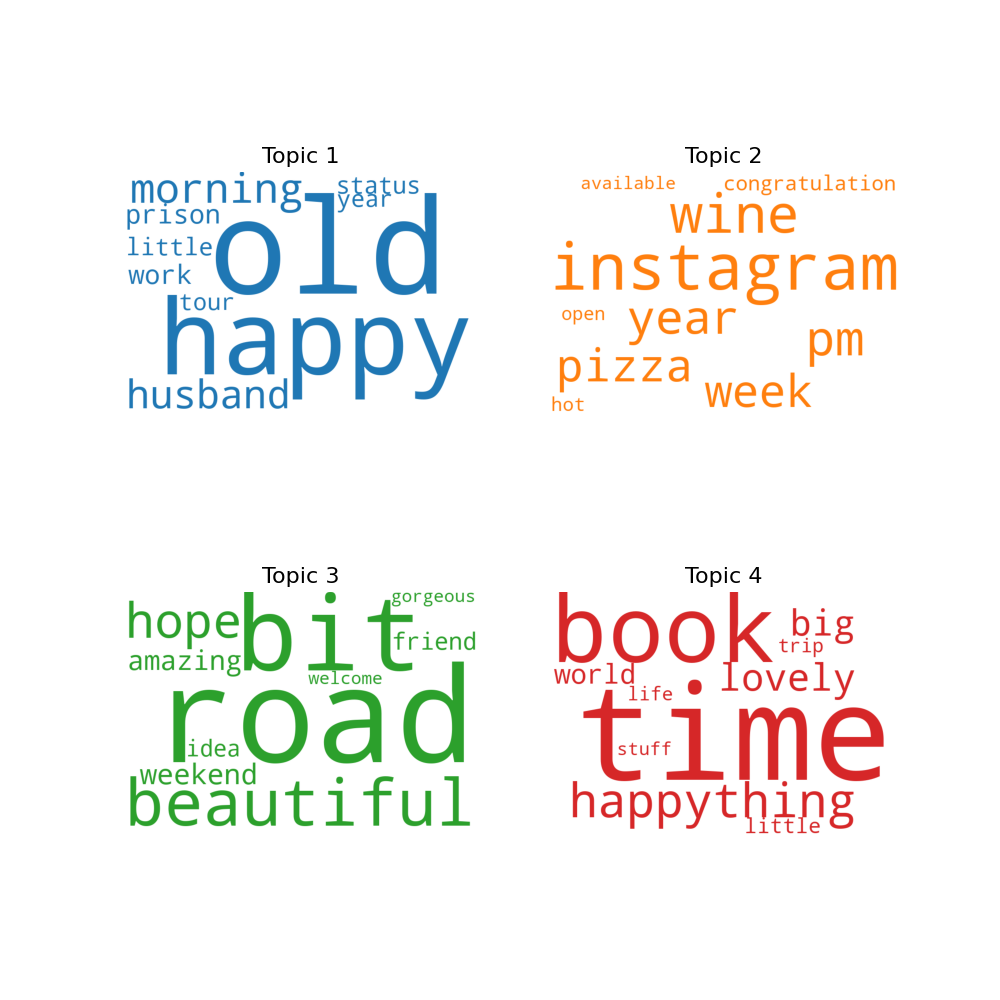 Topic 1
morning
status
year
prison
old
little
work
tour
happy
husband
Topic 2
available
congratulation
wine
instagram
open
year
pm
pizza
week
hot
Topic 3
gorgeous
hope
bit
friend
amazing
welcome
road
idea
weekend
beautiful
Topic 4
book
big
trip
world
lovely
life
time
stuff
happything
little